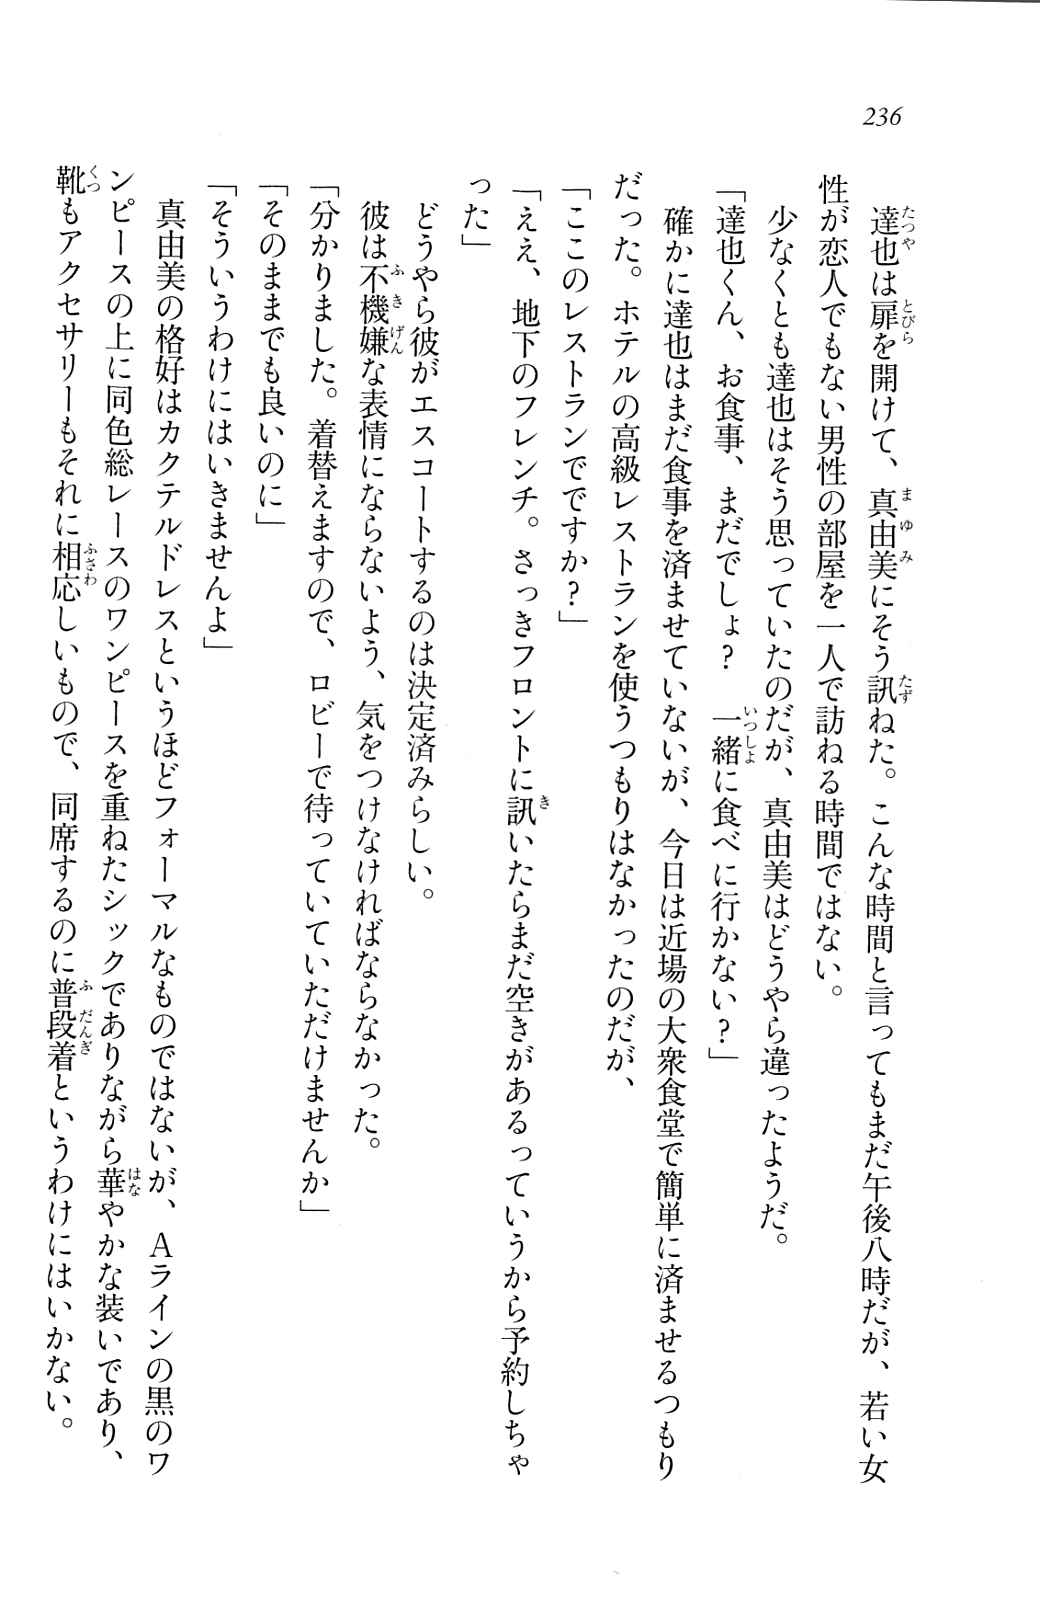 236
達也は扉を開けて、真由美にそう訊ねた。こんな時間と言ってもまだ午後八時だが、若い女
性が恋人でもない男性の部屋を一人で訪ねる時間ではない。
少なくとも達也はそう思っていたのだが、真由美はどうやら違ったようだ。
「達也くん、お食事、まだでしょ？　一緒に食べに行かない？」
確かに達也はまだ食事を済ませていないが、今日は近場の大衆食堂で簡単に済ませるつもり
だった。ホテルの高級レストランを使うつもりはなかったのだが、
「ここのレストランでですか？」
「ええ、地下のフレンチ。さっきフロントに訊いたらまだ空きがあるっていうから予約しちゃ
った」
どうやら彼がエスコートするのは決定済みらしい。
彼は不機嫌な表情にならないよう、気をつけなければならなかった。
「分かりました。着替えますので、ロビーで待っていていただけませんか」
「そのままでも良いのに」
「そういうわけにはいきませんよ」
真由美の格好はカクテルドレスというほどフォーマルなものではないが、Ａラインの黒のワ
ンピースの上に同色総レースのワンピースを重ねたシックでありながら華やかな装いであり、
靴もアクセサリーもそれに相応しいもので、同席するのに普段着というわけにはいかない。